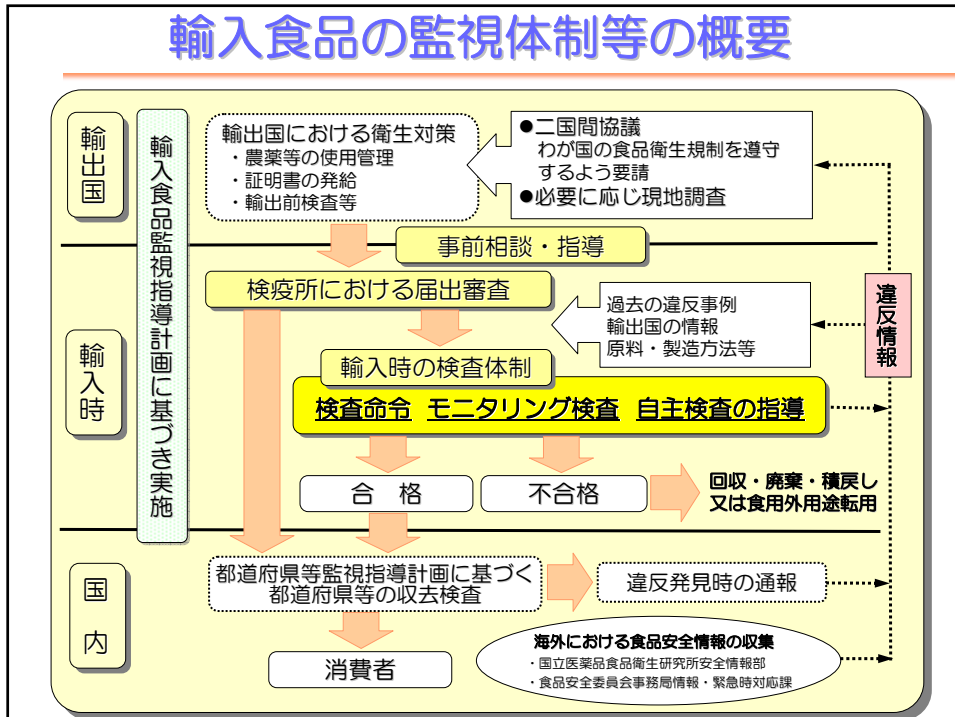 輸入食品の監視体制等の概要
輸出国
輸入食品監視指導計画に基づき実施
輸出国における衛生対策
・農薬等の使用管理
・証明書の発給
・輸出前検査等
●二国間協議
わが国の食品衛生規制を遵守
するよう要請
●必要に応じ現地調査
事前相談・指導
輸入時
検疫所における届出審査
過去の違反事例
輸出国の情報
原料・製造方法等
違反情報
輸入時の検査体制
検査命令 モニタリング検査 自主検査の指導
合 格
不合格
回収・廃棄・積戻し
又は食用外用途転用
国内
都道府県等監視指導計画に基づく
都道府県等の収去検査
違反発見時の通報
消費者
海外における食品安全情報の収集
・国立医薬品食品衛生研究所安全情報部
・食品安全委員会事務局情報・緊急時対応課